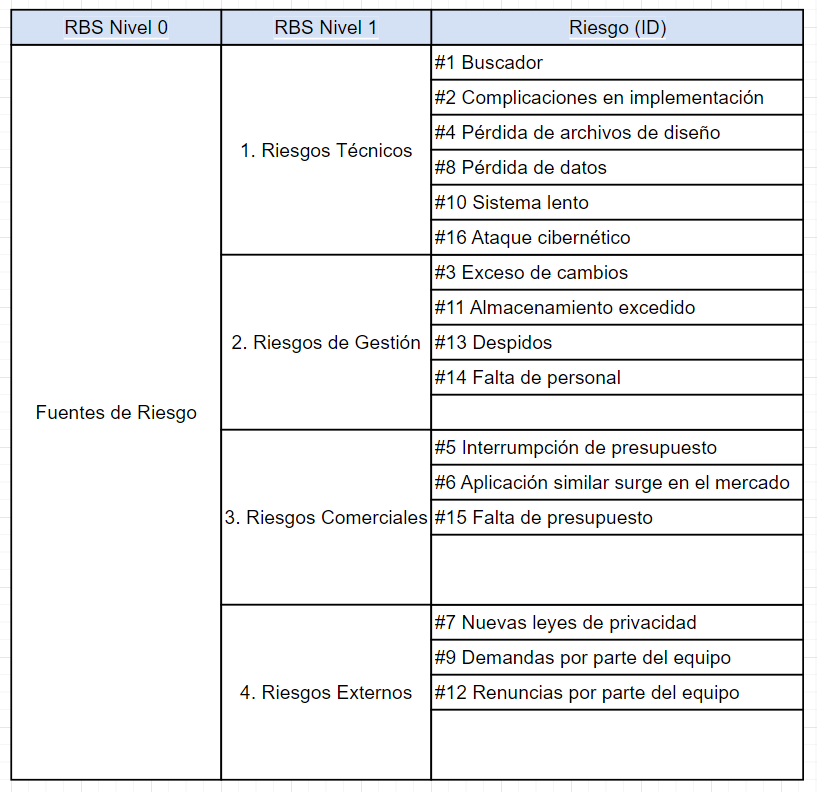 RBS Nivel 0 RBS Nivel 1 Riesgo (ID)
Fuentes de Riesgo
1. Riesgos Técnicos
#1 Buscador
#2 Complicaciones en implementación
#4 Pérdida de archivos de diseño
#8 Pérdida de datos
#10 Sistema lento
#16 Ataque cibernético
2. Riesgos de Gestión
#3 Exceso de cambios
#11 Almacenamiento excedido
#13 Despidos
#14 Falta de personal
3. Riesgos Comerciales
#5 Interrumpción de presupuesto
#6 Aplicación similar surge en el mercado
#15 Falta de presupuesto
4. Riesgos Externos
#7 Nuevas leyes de privacidad
#9 Demandas por parte del equipo
#12 Renuncias por parte del equipo